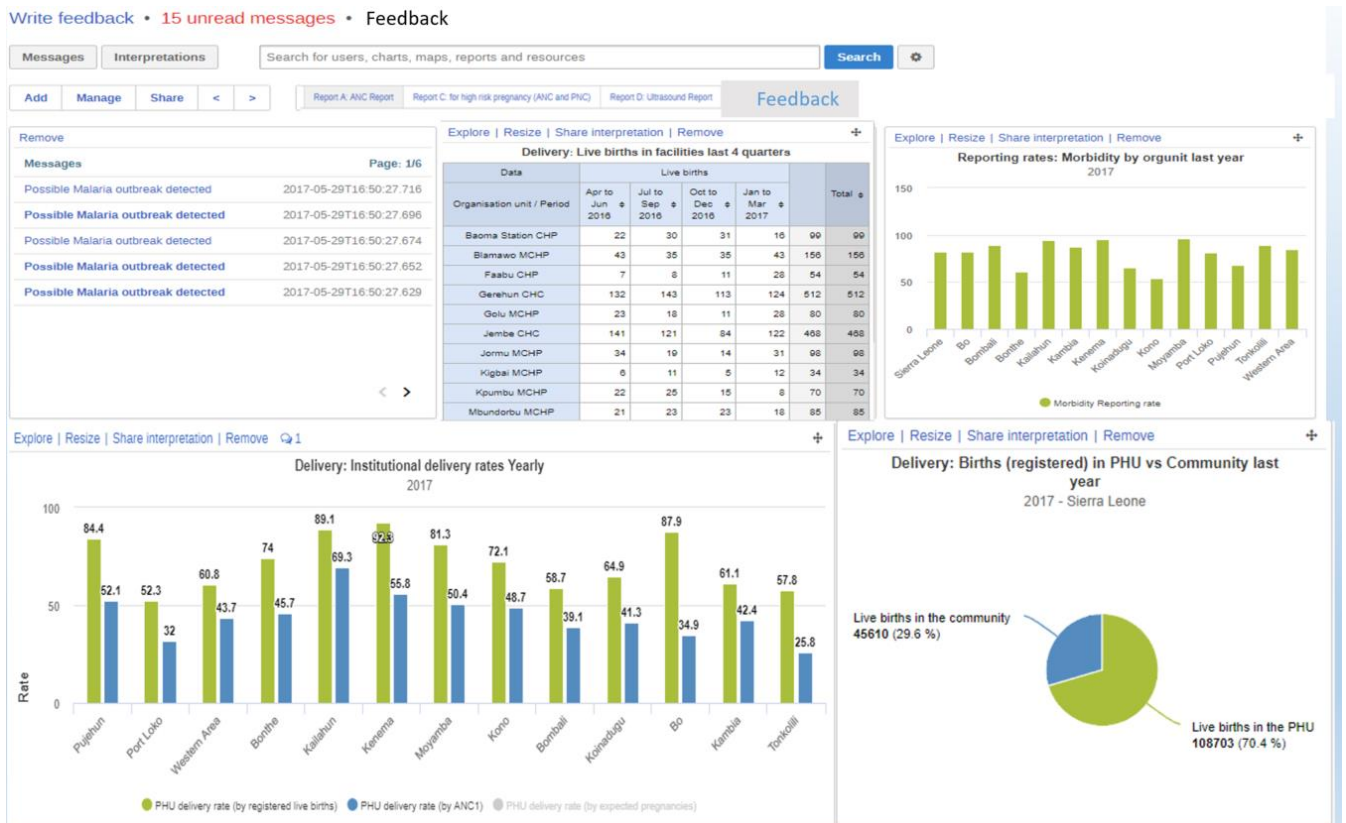 Write feedback • 15 unread messages • Feedback
Messages Interpretations Search for users, charts, maps, reports and resources Search
Add Manage Share < > Report A: ANC Report Report C: for high risk pregnancy (ANC and PNC) Report D: Ultrasound Report Feedback
Remove
Messages Page: 1/6
Possible Malaria outbreak detected 2017-05-29T16:50:27.716
Possible Malaria outbreak detected 2017-05-29T16:50:27.696
Possible Malaria outbreak detected 2017-05-29T16:50:27.674
Possible Malaria outbreak detected 2017-05-29T16:50:27.652
Possible Malaria outbreak detected 2017-05-29T16:50:27.629
< >
Explore | Resize | Share interpretation | Remove
Delivery: Live births in facilities last 4 quarters
Data Live births
Organisation unit / Period Apr to Jun 2016 Jul to Sep 2016 Oct to Dec 2016 Jan to Mar 2017 Total
Baoma Station CHP 22 30 31 16 99 99
Blamawo MCHP 43 35 35 43 156 156
Faabu CHP 7 8 11 28 54 54
Gerehun CHC 132 143 113 124 512 512
Golu MCHP 23 18 11 28 80 80
Jembe CHC 141 121 84 122 468 468
Jormu MCHP 34 19 14 31 98 98
Kigbai MCHP 6 11 5 12 34 34
Kpumbu MCHP 22 25 15 8 70 70
Mbundorbu MCHP 21 23 23 18 85 85
Explore | Resize | Share interpretation | Remove
Reporting rates: Morbidity by orgunit last year
2017
150
100
50
0
Sierra Leone Bo Bombali Bonthe Kailahun Kambia Kenema Koinadugu Kono Moyamba Port Loko Pujehun Tonkolili Western Area
Morbidity Reporting rate
Explore | Resize | Share interpretation | Remove 1
Delivery: Institutional delivery rates Yearly
2017
Rate
100
50
0
84.4 52.1 52.3 32 60.8 43.7 74 45.7 89.1 69.3 92.3 55.8 81.3 50.4 72.1 48.7 58.7 39.1 64.9 41.3 87.9 34.9 61.1 42.4 57.8 25.8
Pujehun Port Loko Western Area Bonthe Kailahun Kenema Moyamba Kono Bombali Koinadugu Bo Kambia Tonkolili
PHU delivery rate (by registered live births) PHU delivery rate (by ANC1) PHU delivery rate (by expected pregnancies)
Explore | Resize | Share interpretation | Remove
Delivery: Births (registered) in PHU vs Community last
year
2017 - Sierra Leone
Live births in the community
45610 (29.6 %)
Live births in the PHU
108703 (70.4 %)